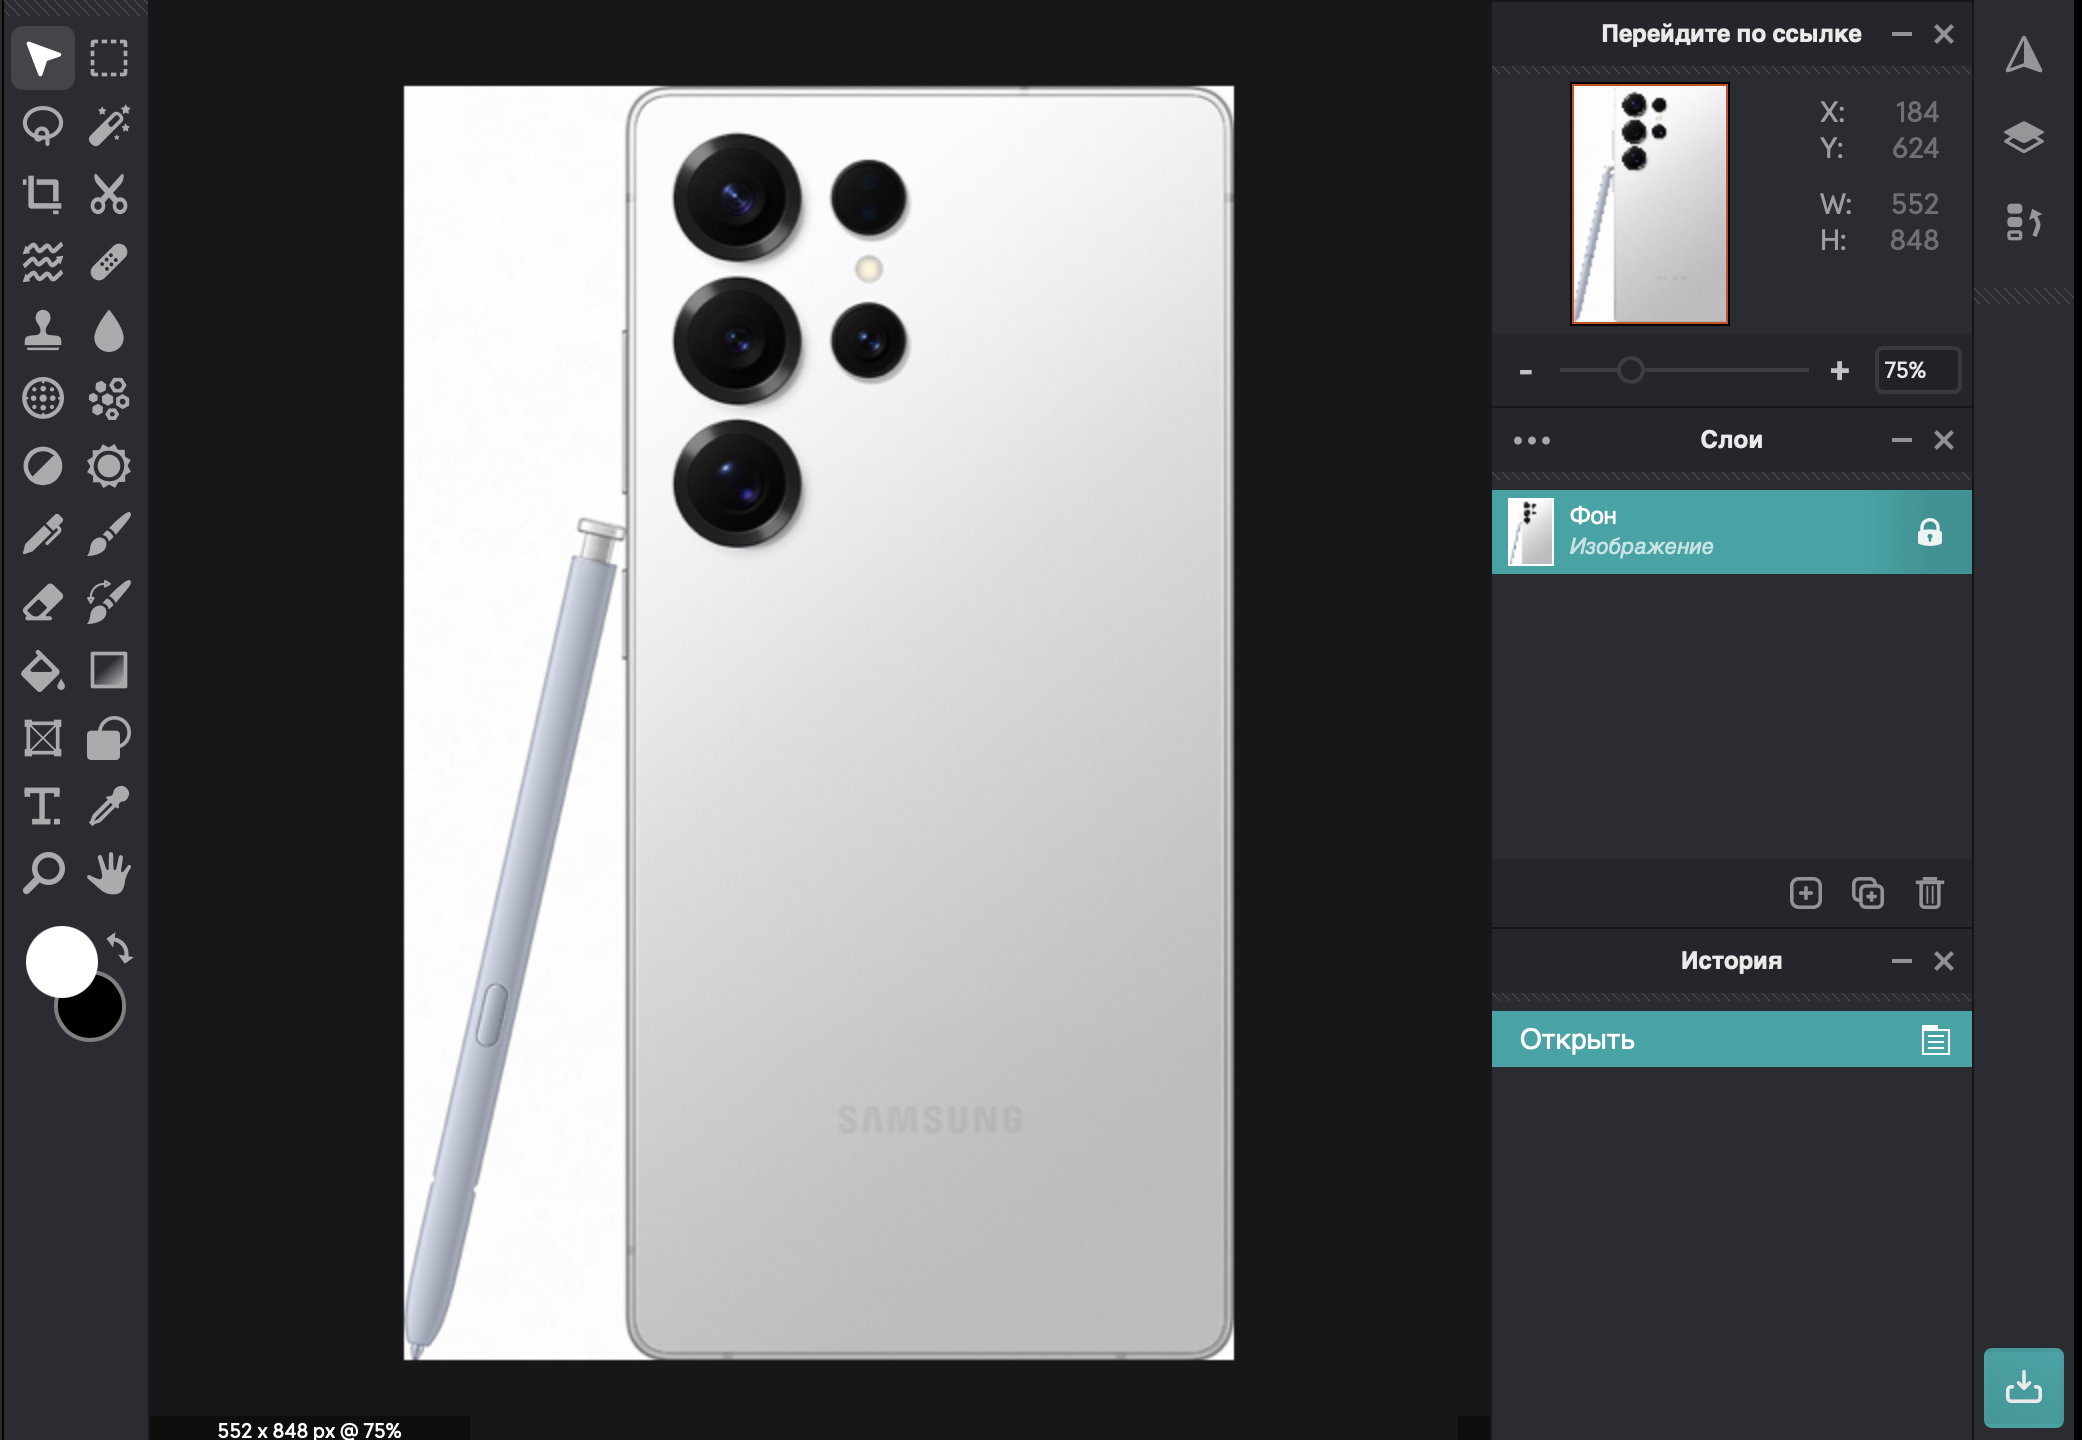 Перейдите по ссылке
X: 184
Y: 624
W: 552
H: 848
- + 75%
Слои
Фон
Изображение
История
Открыть
T.
SAMSUNG
552 x 848 px @ 75%